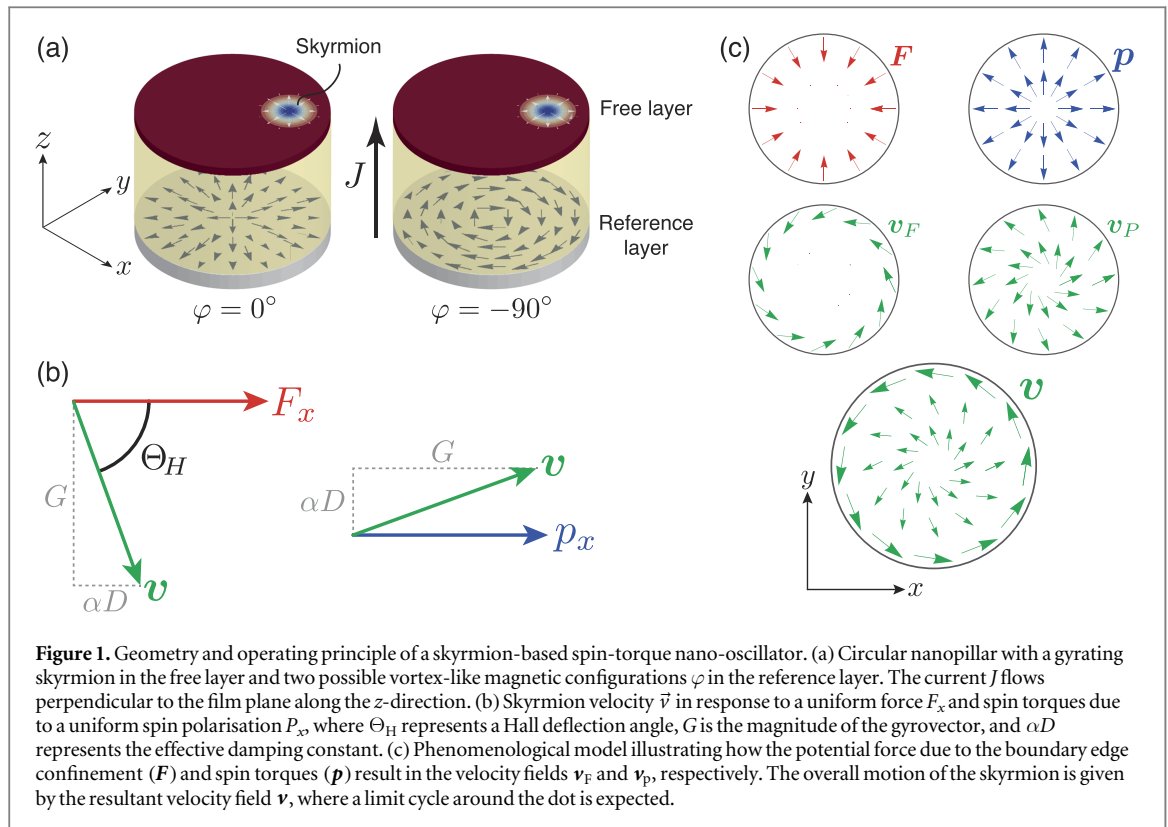 (a)
Skyrmion
Free layer
z
y
x
J
Reference
layer
φ = 0°
φ = −90°
(b)
F_x
Θ_H
G
αD
v
G
αD
v
p_x
(c)
F
p
v_F
v_P
v
y
x
Figure 1. Geometry and operating principle of a skyrmion-based spin-torque nano-oscillator. (a) Circular nanopillar with a gyrating
skyrmion in the free layer and two possible vortex-like magnetic configurations φ in the reference layer. The current J flows
perpendicular to the film plane along the z-direction. (b) Skyrmion velocity v⃗ in response to a uniform force F_x and spin torques due
to a uniform spin polarisation P_x, where Θ_H represents a Hall deflection angle, G is the magnitude of the gyrovector, and αD
represents the effective damping constant. (c) Phenomenological model illustrating how the potential force due to the boundary edge
confinement (F) and spin torques (p) result in the velocity fields v_F and v_p, respectively. The overall motion of the skyrmion is given
by the resultant velocity field v, where a limit cycle around the dot is expected.